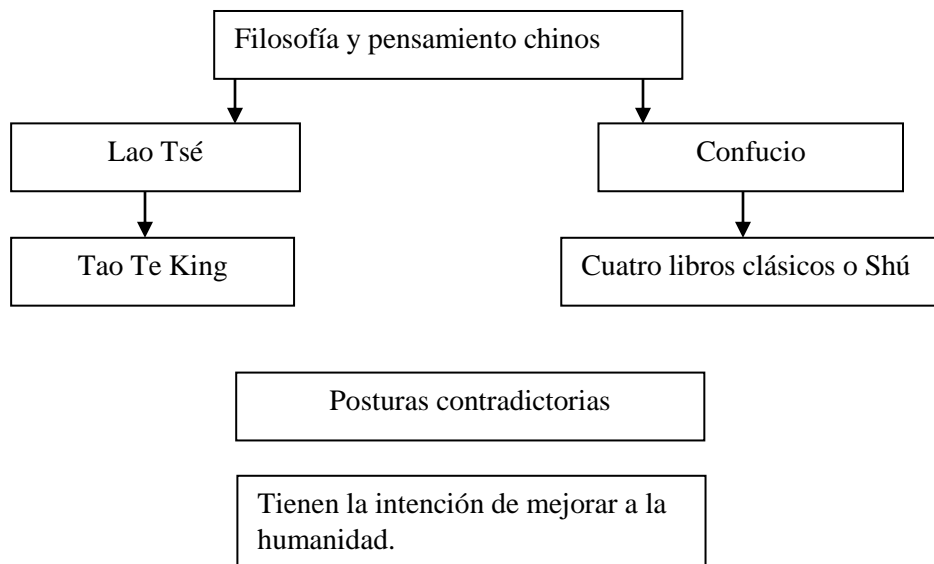 Filosofía y pensamiento chinos
Lao Tsé
Confucio
Tao Te King
Cuatro libros clásicos o Shú
Posturas contradictorias
Tienen la intención de mejorar a la
humanidad.